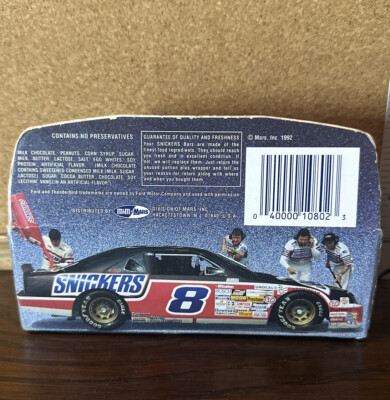 CONTAINS NO PRESERVATIVES
MILK CHOCOLATE, PEANUTS, CORN SYRUP, SUGAR,
MILK, BUTTER, LACTOSE, SALT, EGG WHITES, SOY
PROTEIN, ARTIFICIAL FLAVOR. (MILK CHOCOLATE
CONTAINS SWEETENED CONDENSED MILK [MILK, SUGAR,
LACTOSE], SUGAR, COCOA BUTTER, CHOCOLATE, SOY
LECITHIN, VANILLIN-AN ARTIFICIAL FLAVOR).
GUARANTEE OF QUALITY AND FRESHNESS
Your SNICKERS Bars are made of the
finest food ingredients. They should reach
you fresh and in excellent condition. If
not, we will replace them. Just return the
unused portion plus wrapper and tell us
your reason for return along with where
and when you bought them.
© Mars, Inc. 1992
Ford and Thunderbird trademarks are owned by Ford Motor Company and used with permission
DISTRIBUTED BY
M&M MARS
DIVISION OF MARS, INC.
HACKETTSTOWN, N.J. 07840 U.S.A.
0 40000 10802 3
SNICKERS
8